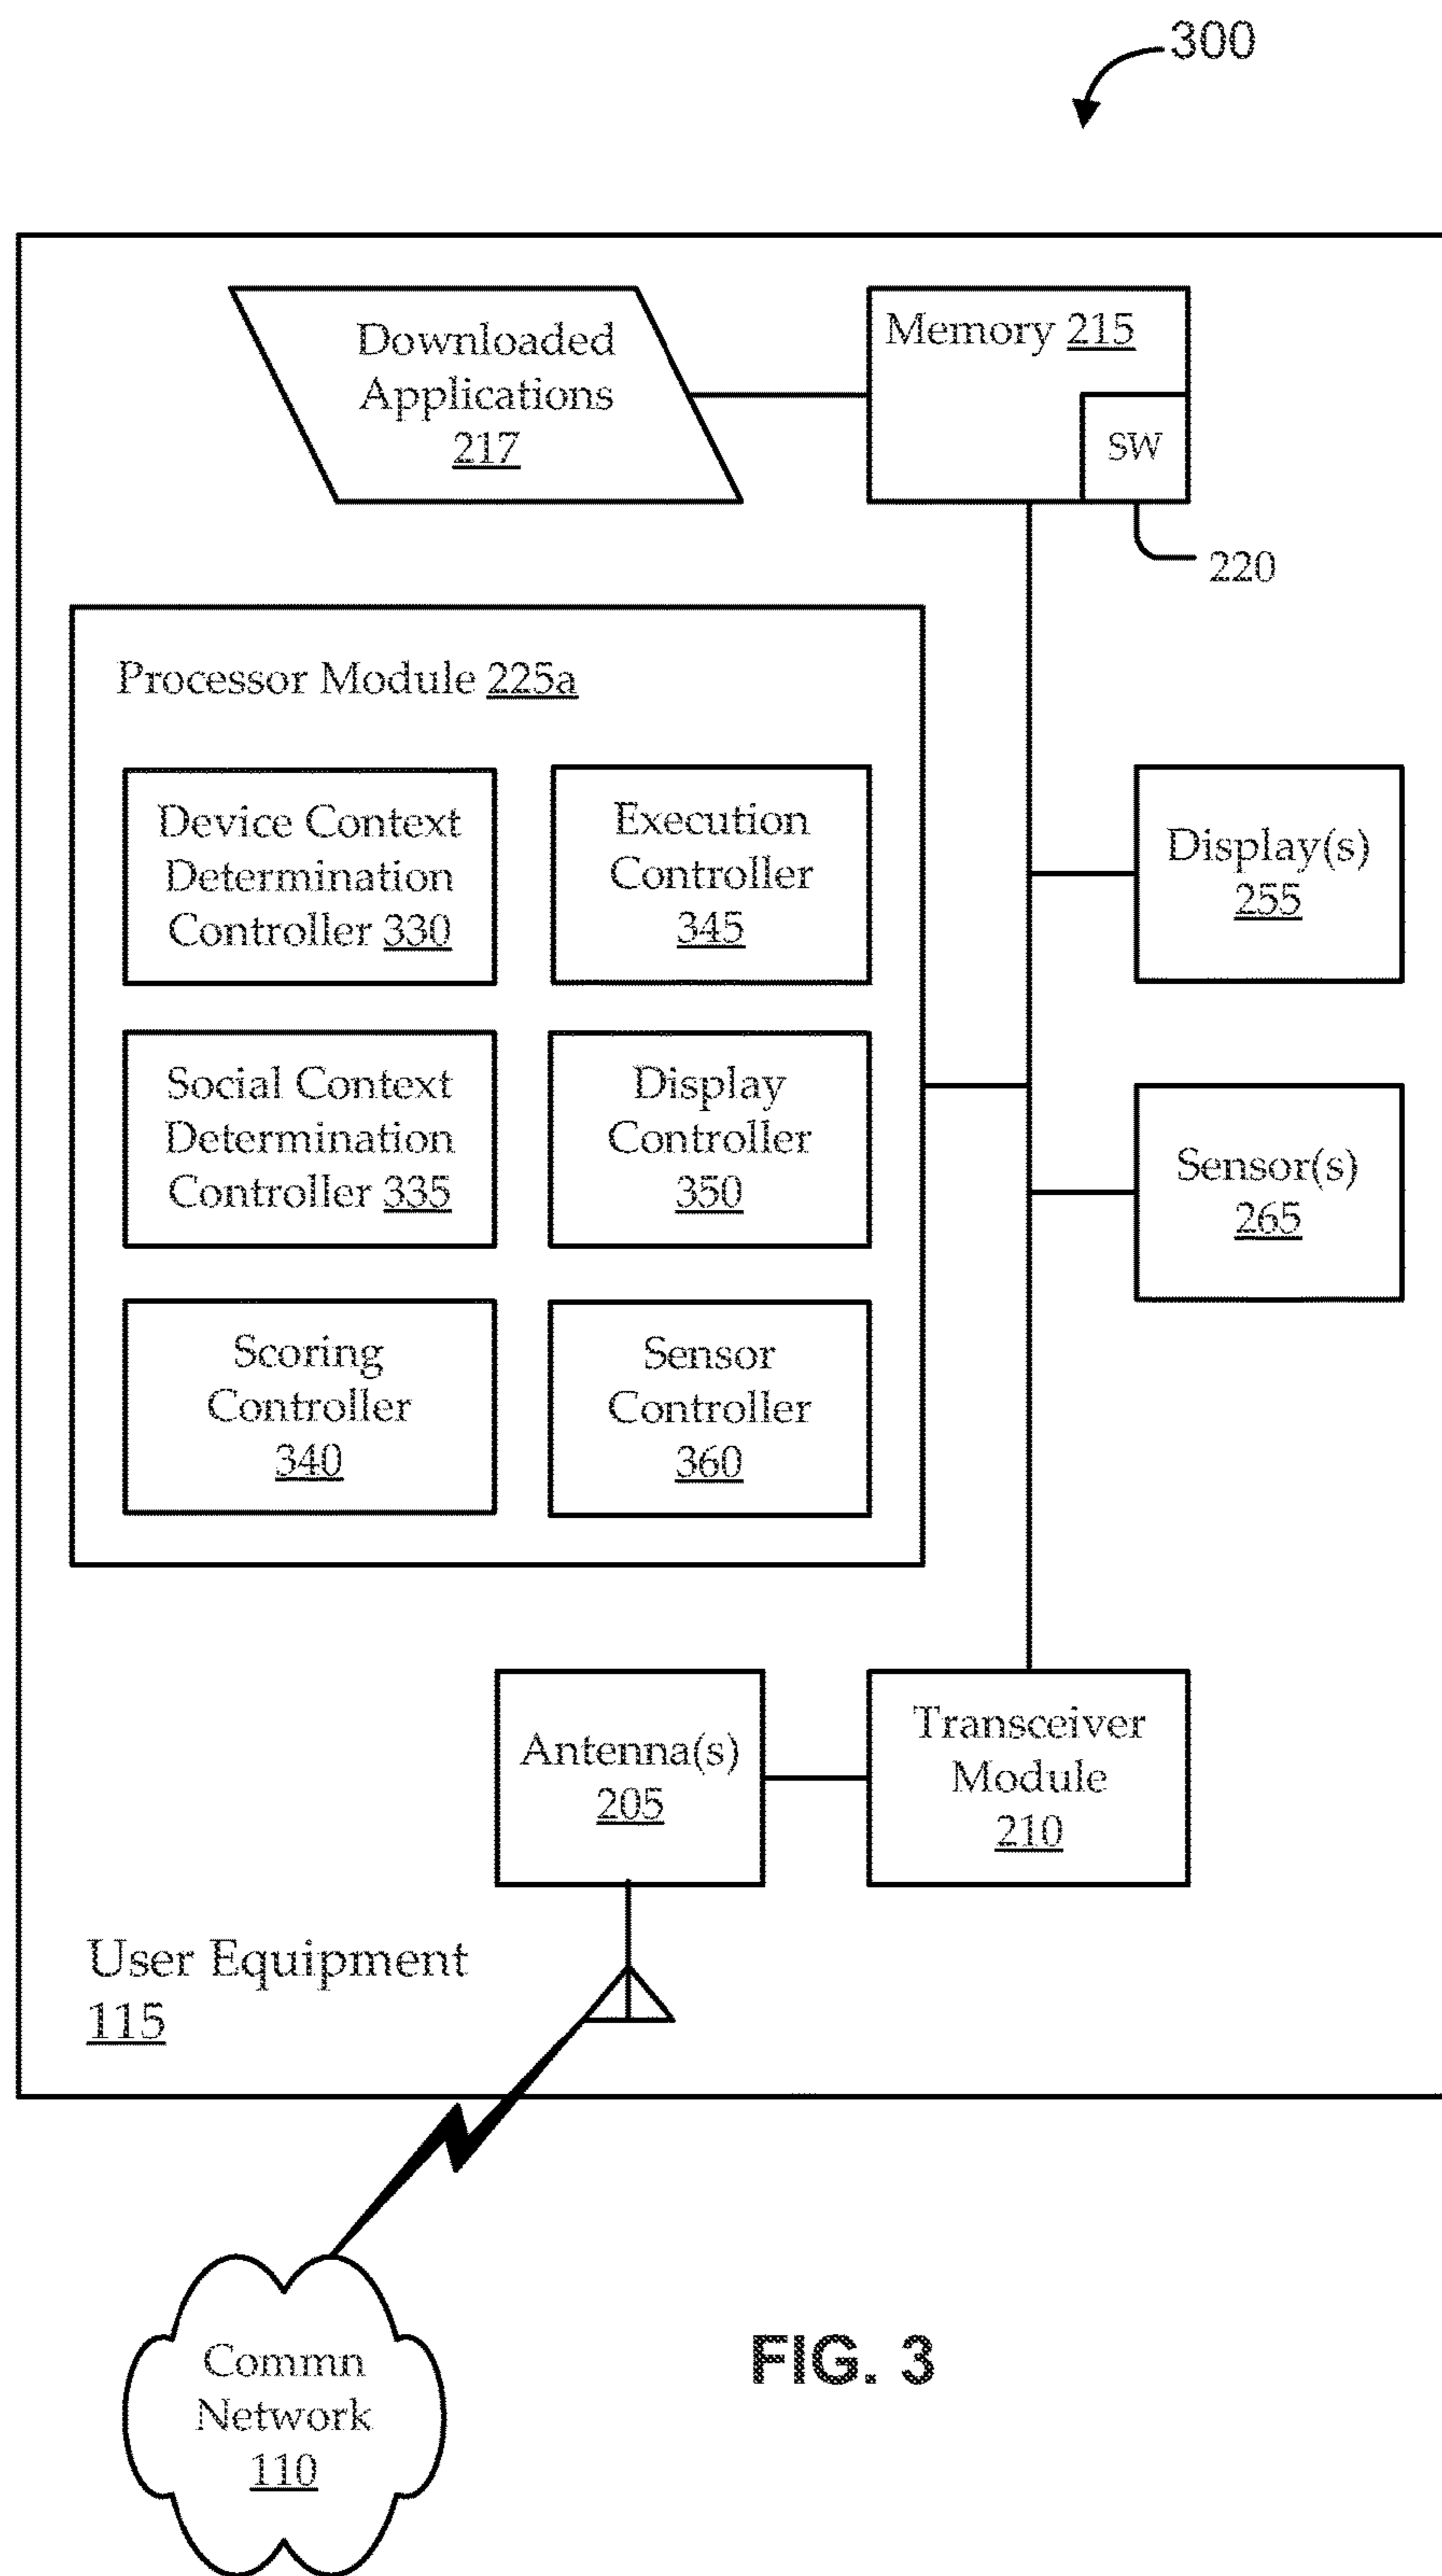 300
Downloaded
Applications
217
Memory 215
SW
220
Processor Module 225a
Device Context
Determination
Controller 330
Execution
Controller
345
Display(s)
255
Social Context
Determination
Controller 335
Display
Controller
350
Sensor(s)
265
Scoring
Controller
340
Sensor
Controller
360
Antenna(s)
205
Transceiver
Module
210
User Equipment
115
Commn
Network
110
FIG. 3